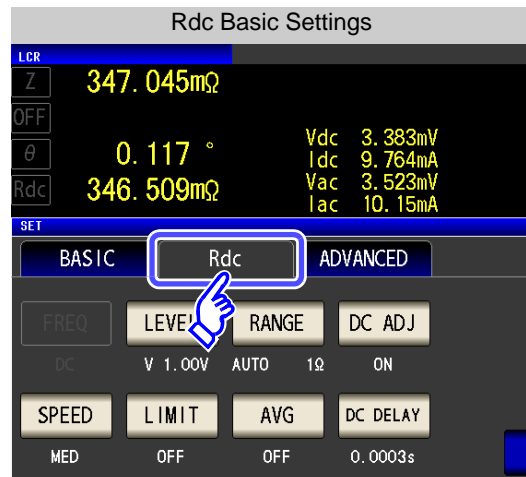 Rdc Basic Settings
LCR
Z 347.045mΩ
OFF
θ 0.117 °
Rdc 346.509mΩ
Vdc 3.383mV
Idc 9.764mA
Vac 3.523mV
Iac 10.15mA
SET
BASIC Rdc ADVANCED
FREQ LEVEL RANGE DC ADJ
DC V 1.00V AUTO 1Ω ON
SPEED LIMIT AVG DC DELAY
MED OFF OFF 0.0003s